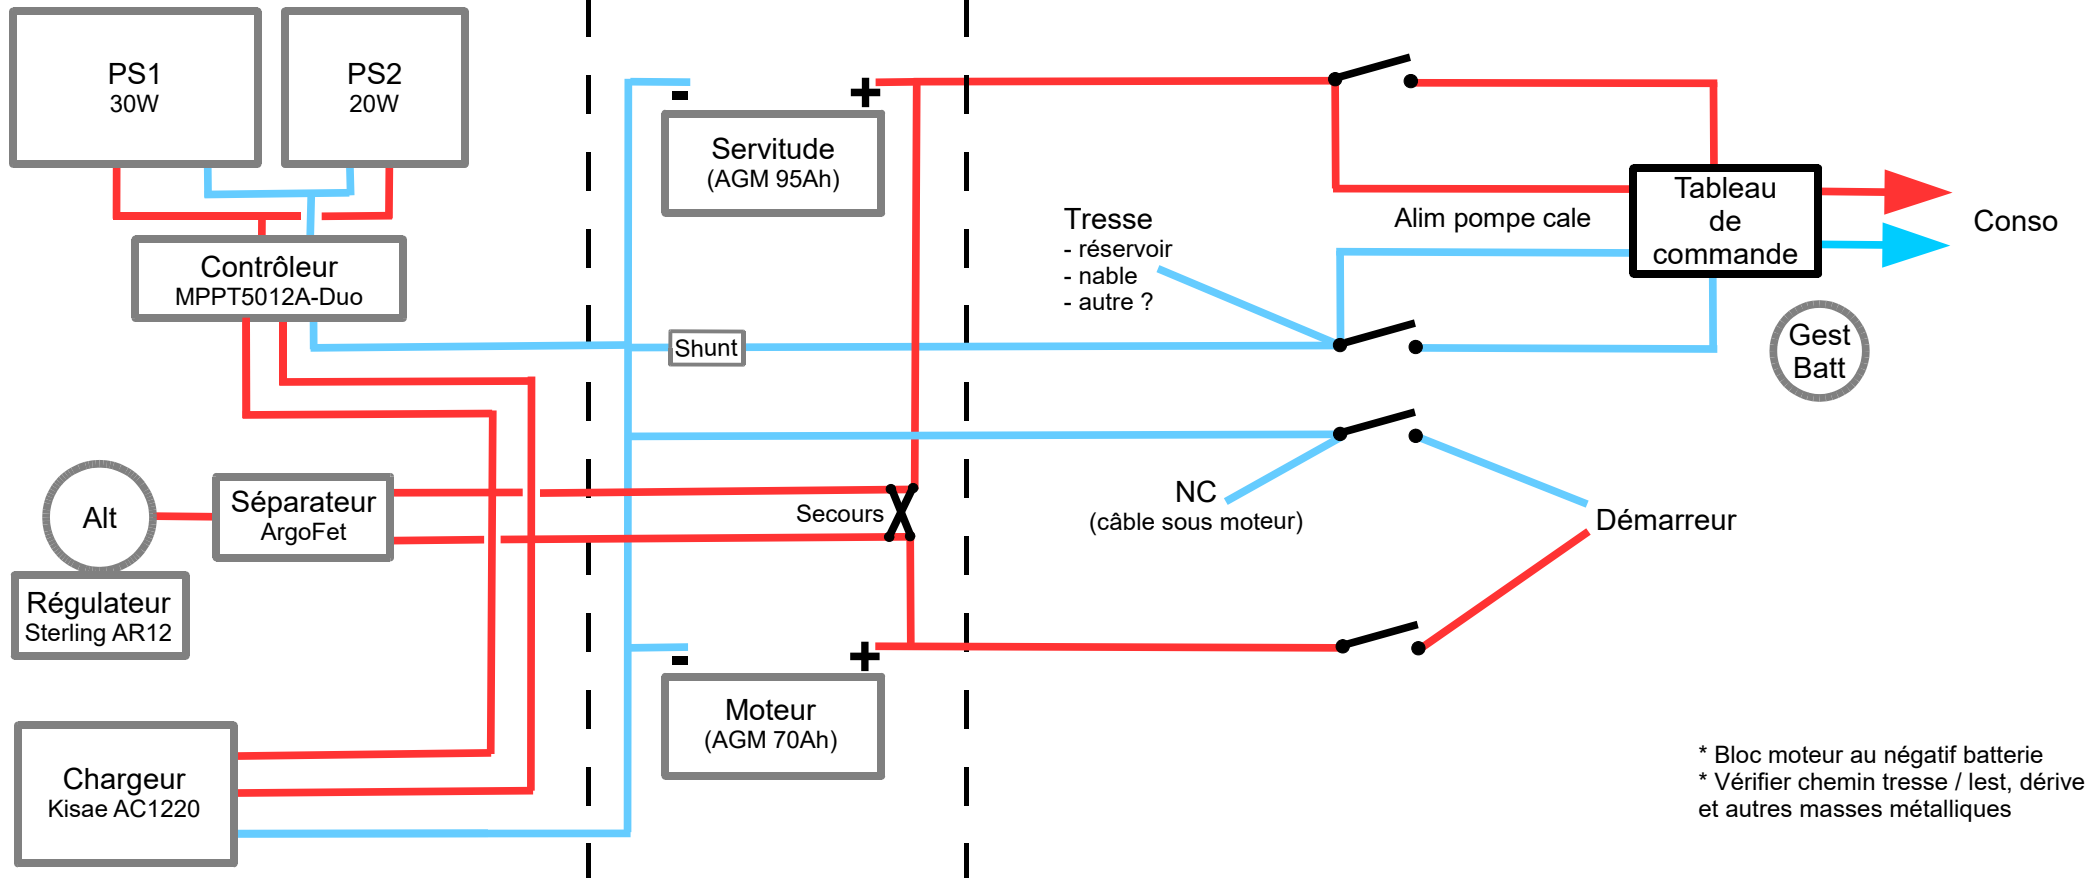 PS1
30W
PS2
20W
Contrôleur
MPPT5012A-Duo
Alt
Séparateur
ArgoFet
Régulateur
Sterling AR12
Chargeur
Kisae AC1220
-
+
Servitude
(AGM 95Ah)
Shunt
Secours
-
+
Moteur
(AGM 70Ah)
Tresse
- réservoir
- nable
- autre ?
Alim pompe cale
Tableau
de
commande
Conso
Gest
Batt
NC
(câble sous moteur)
Démarreur
* Bloc moteur au négatif batterie
* Vérifier chemin tresse / lest, dérive
et autres masses métalliques